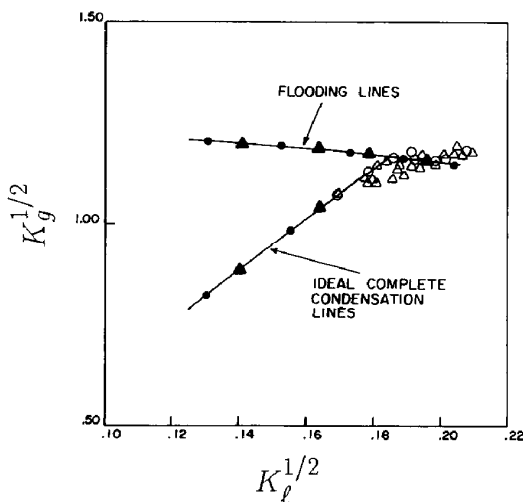 1.50
FLOODING LINES
K_g^{1/2}
1.00
IDEAL COMPLETE
CONDENSATION
LINES
.50
.10 .12 .14 .16 .18 .20 .22
K_ℓ^{1/2}